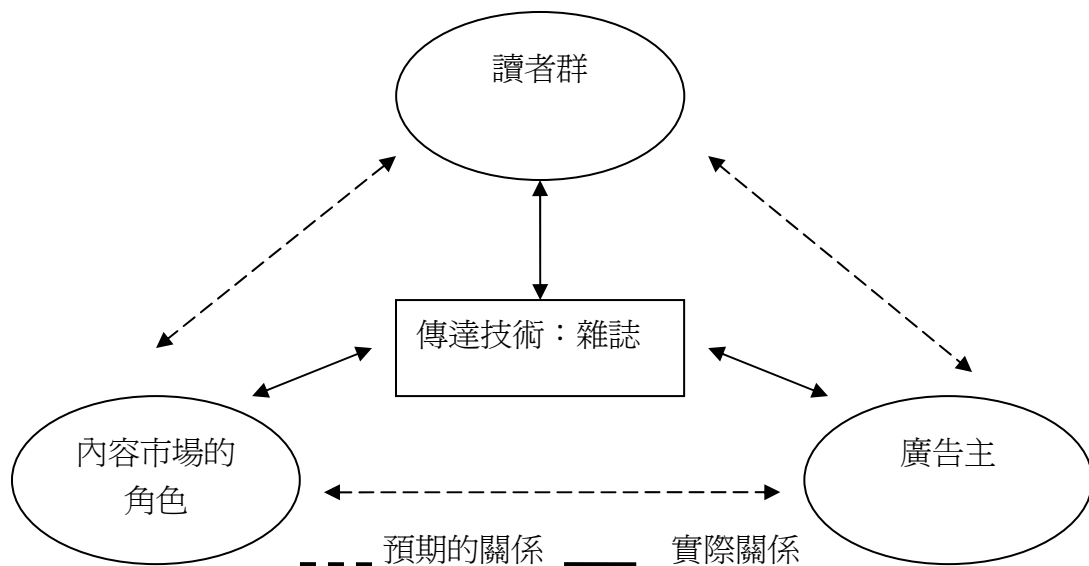 讀者群
傳達技術：雜誌
內容市場的
角色
廣告主
預期的關係
實際關係